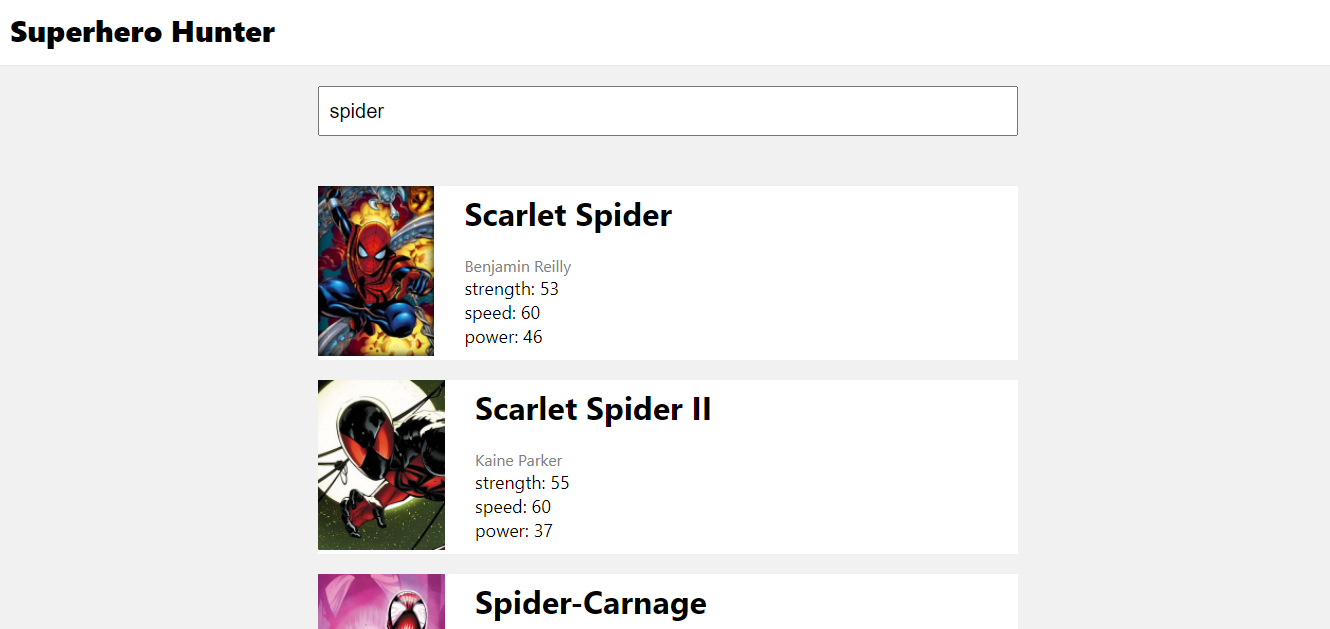 Superhero Hunter
spider
Scarlet Spider
Benjamin Reilly
strength: 53
speed: 60
power: 46
Scarlet Spider II
Kaine Parker
strength: 55
speed: 60
power: 37
Spider-Carnage